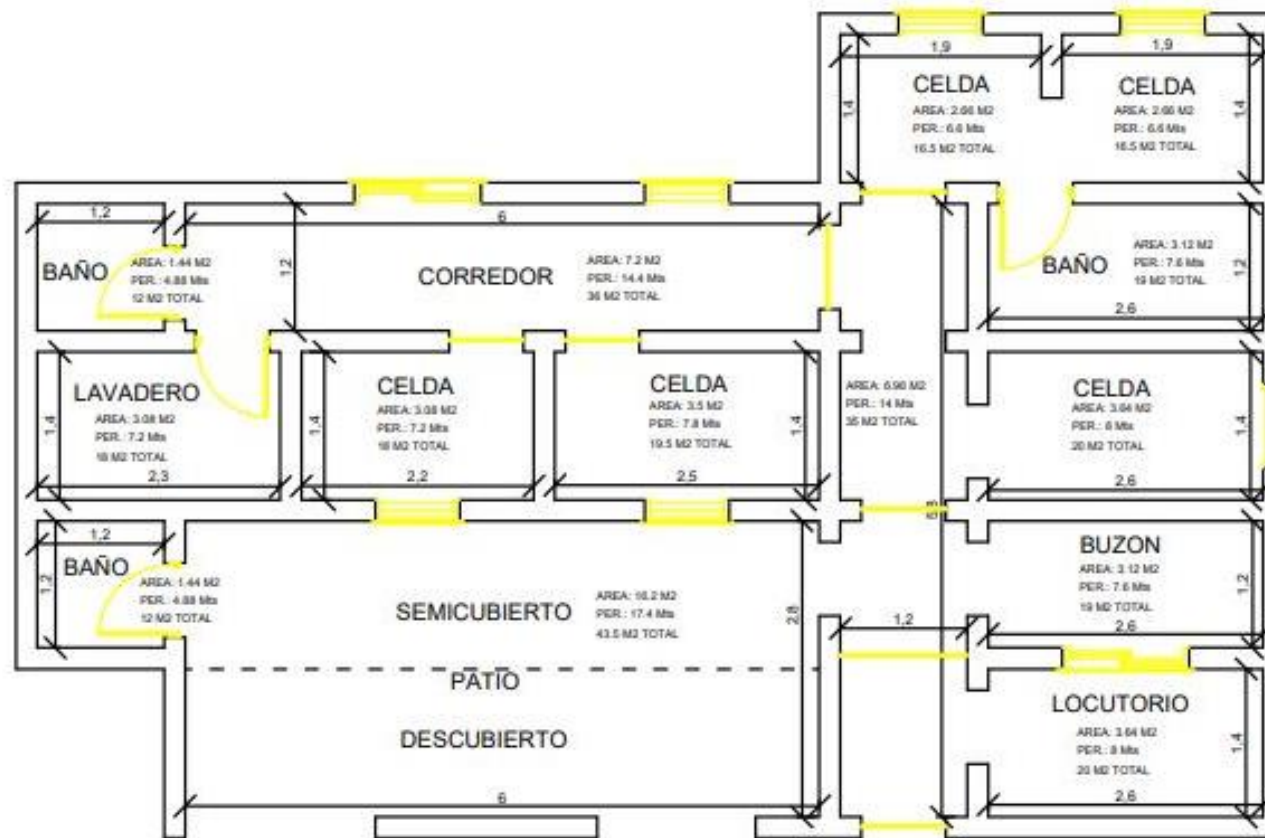 1,9
1,9
CELDA
AREA: 2.66 M2
PER.: 6.6 Mts
16.5 M2 TOTAL
1,4
CELDA
AREA: 2.66 M2
PER.: 6.6 Mts
16.5 M2 TOTAL
1,4
1,2
BAÑO
AREA: 1.44 M2
PER.: 4.88 Mts
12 M2 TOTAL
1,2
6
CORREDOR
AREA: 7.2 M2
PER.: 14.4 Mts
36 M2 TOTAL
BAÑO
AREA: 3.12 M2
PER.: 7.6 Mts
19 M2 TOTAL
1,2
2,6
LAVADERO
AREA: 3.08 M2
PER.: 7.2 Mts
18 M2 TOTAL
1,4
2,3
CELDA
AREA: 3.08 M2
PER.: 7.2 Mts
18 M2 TOTAL
1,4
2,2
CELDA
AREA: 3.5 M2
PER.: 7.8 Mts
19.5 M2 TOTAL
1,4
2,5
PER.: 14 Mts
35 M2 TOTAL
CELDA
AREA: 3.64 M2
PER.: 8 Mts
20 M2 TOTAL
1,4
2,6
1,2
BAÑO
AREA: 1.44 M2
PER.: 4.88 Mts
12 M2 TOTAL
1,2
SEMICUBIERTO
AREA: 16.2 M2
PER.: 17.4 Mts
43.5 M2 TOTAL
2,8
PATIO
DESCUBIERTO
6
1,2
BUZON
AREA: 3.12 M2
PER.: 7.6 Mts
19 M2 TOTAL
1,2
2,6
LOCUTORIO
AREA: 3.64 M2
PER.: 8 Mts
20 M2 TOTAL
1,4
2,6